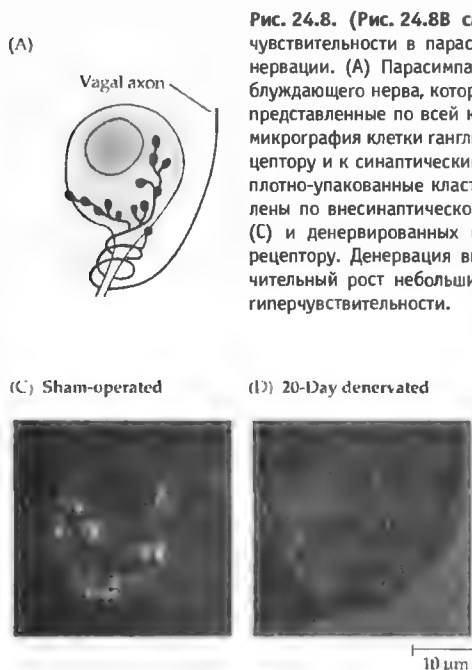 (A)
Vagal axon
Рис. 24.8. (Рис. 24.8В
чувствительности в парас
нервации. (А) Парасимпа
блуждающего нерва, котор
представленные по всей к
микрография клетки гангл
цептору и к синаптически
плотно-упакованные класт
лены по внесинаптическо
(С) и денервированных
рецептору. Денервация в
чительный рост небольши
гиперчувствительности.
(C) Sham-operated
(D) 20-Day denervated
10 µm